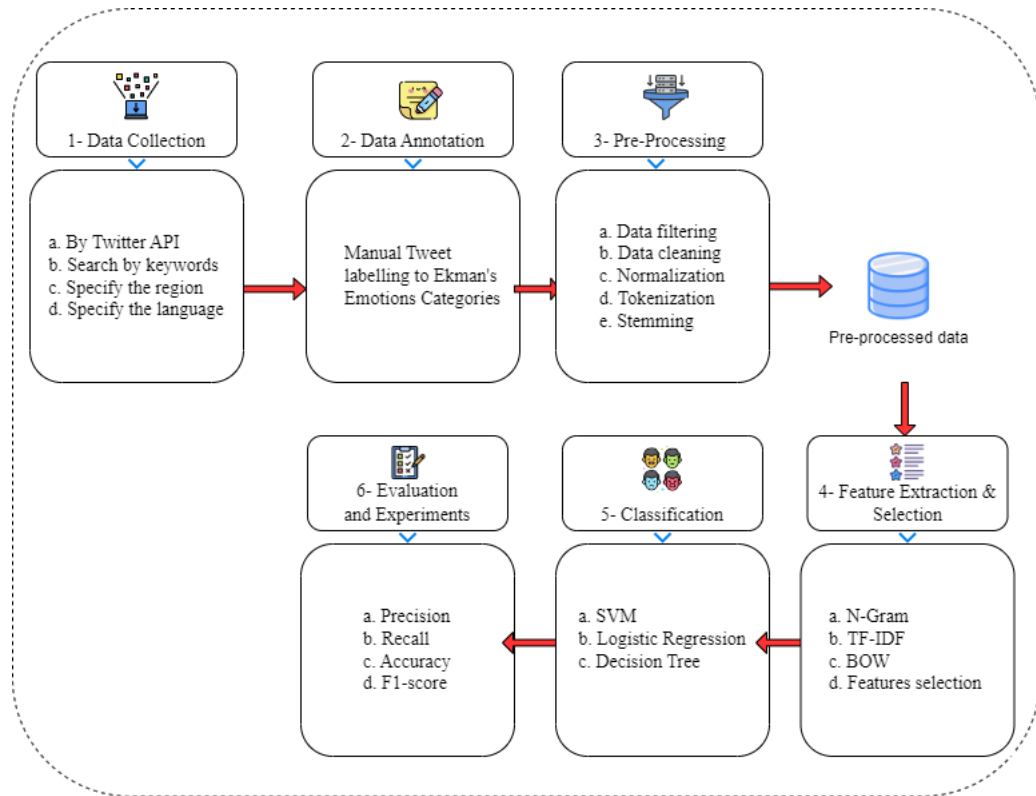 1- Data Collection
2- Data Annotation
3- Pre-Processing
a. By Twitter API
b. Search by keywords
c. Specify the region
d. Specify the language
Manual Tweet
labelling to Ekman's
Emotions Categories
a. Data filtering
b. Data cleaning
c. Normalization
d. Tokenization
e. Stemming
Pre-processed data
4- Feature Extraction &
Selection
a. N-Gram
b. TF-IDF
c. BOW
d. Features selection
5- Classification
a. SVM
b. Logistic Regression
c. Decision Tree
6- Evaluation
and Experiments
a. Precision
b. Recall
c. Accuracy
d. F1-score